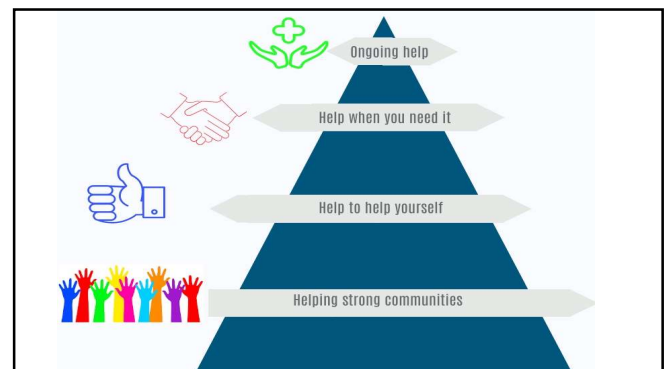 Ongoing help
Help when you need it
Help to help yourself
Helping strong communities